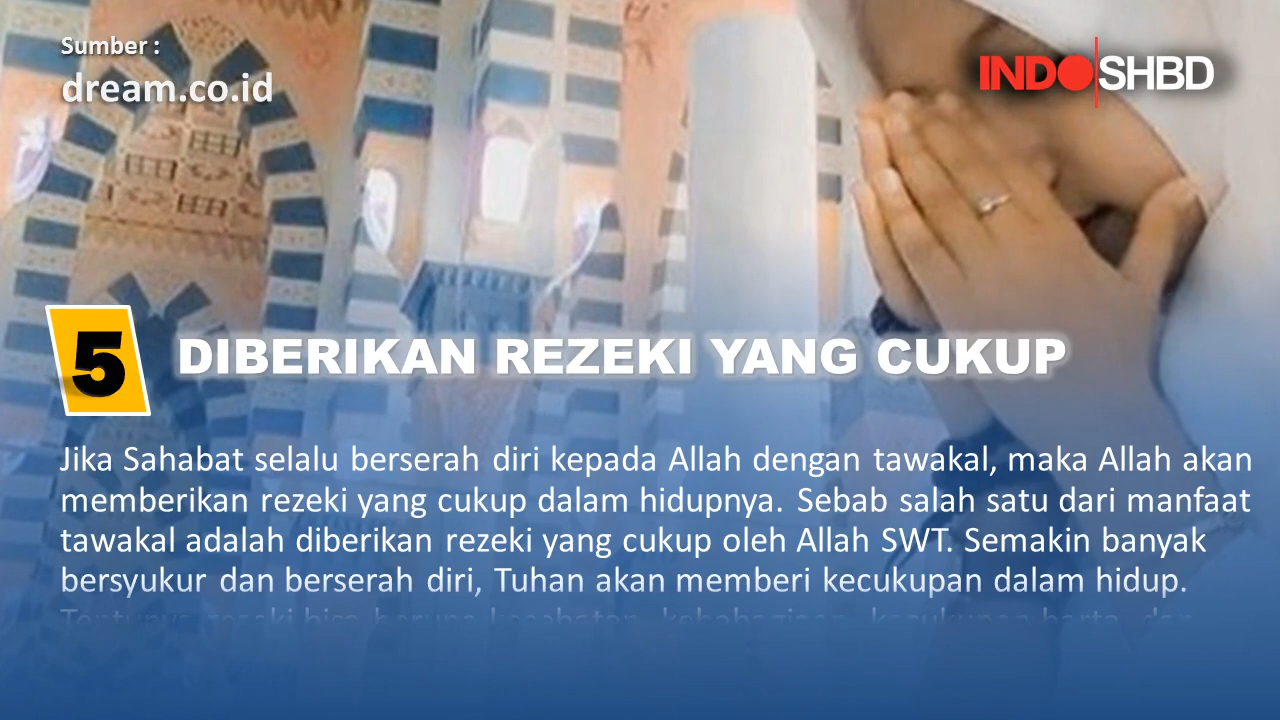 Sumber :
dream.co.id
INDOSHBD
5
DIBERIKAN REZEKI YANG CUKUP
Jika Sahabat selalu berserah diri kepada Allah dengan tawakal, maka Allah akan
memberikan rezeki yang cukup dalam hidupnya. Sebab salah satu dari manfaat
tawakal adalah diberikan rezeki yang cukup oleh Allah SWT. Semakin banyak
bersyukur dan berserah diri, Tuhan akan memberi kecukupan dalam hidup.